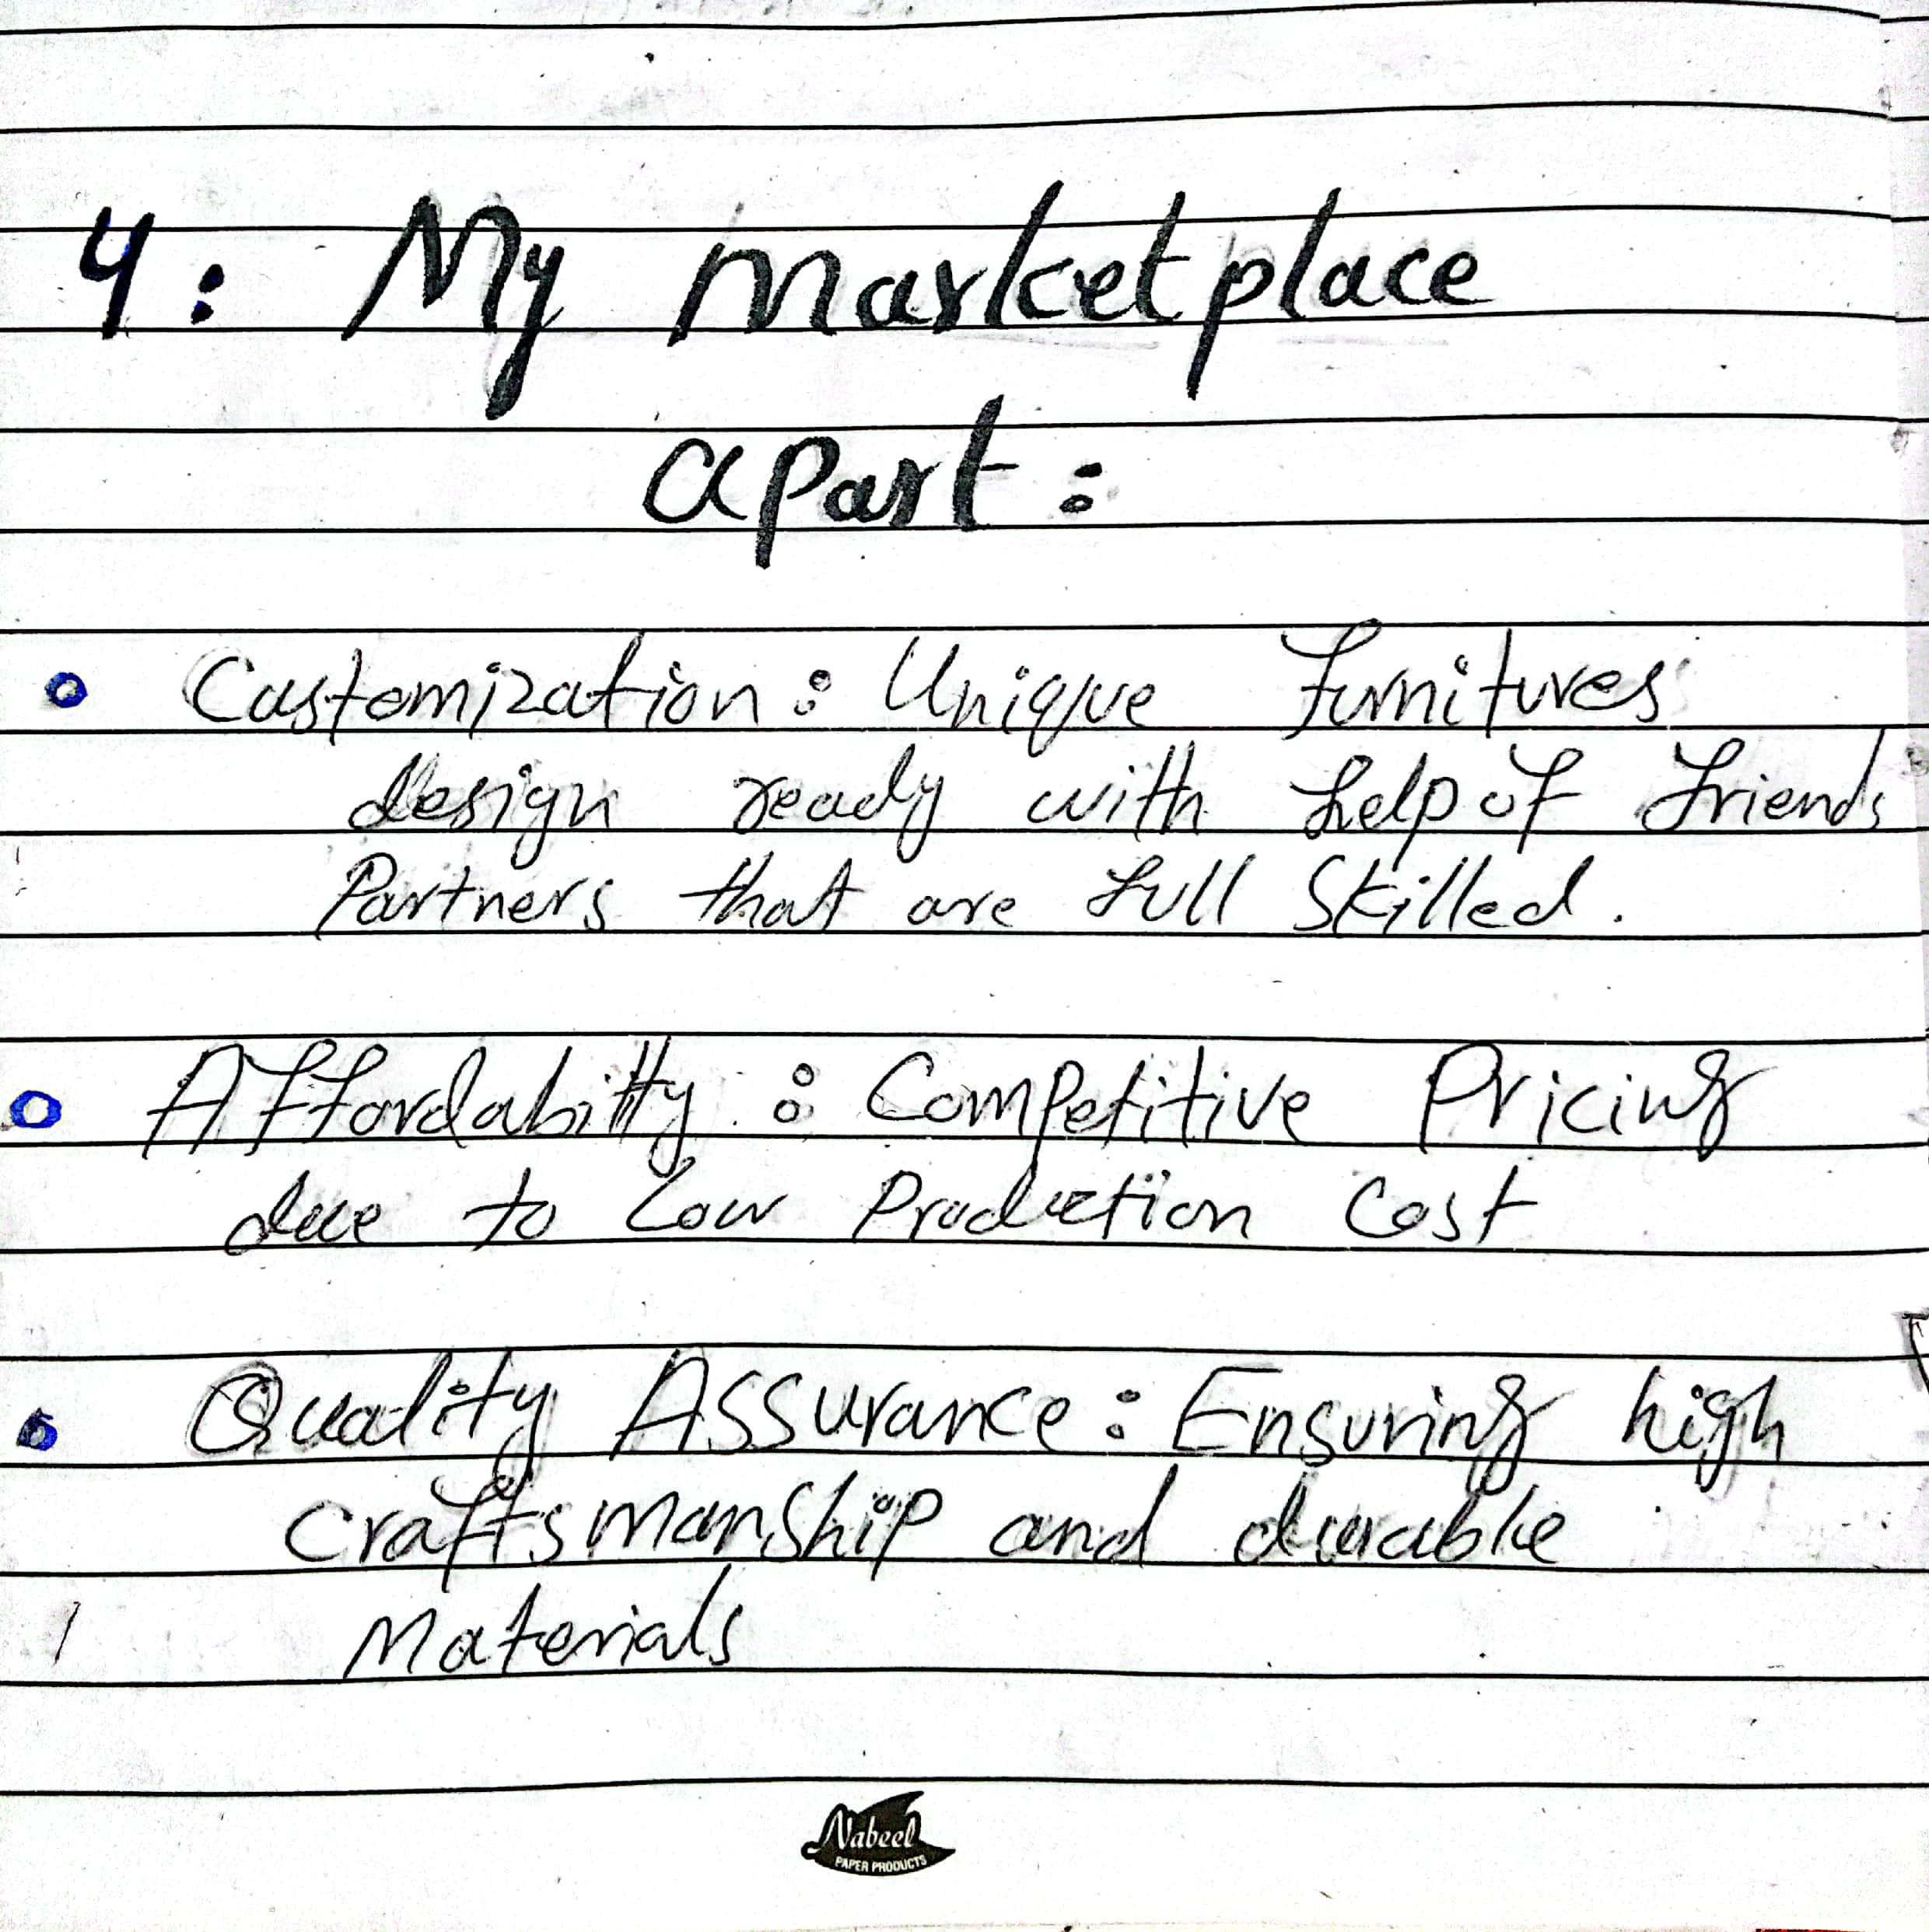 4: My Marketplace
apart:
Customization: Unique furnitures
design ready with help of friends
Partners that are full Skilled.
Affordabitty : Competitive Pricing
due to Low Production Cost
Quality Assurance: Ensuring high
craftsmanship and durable
Materials
Nabeel
PAPER PRODUCTS